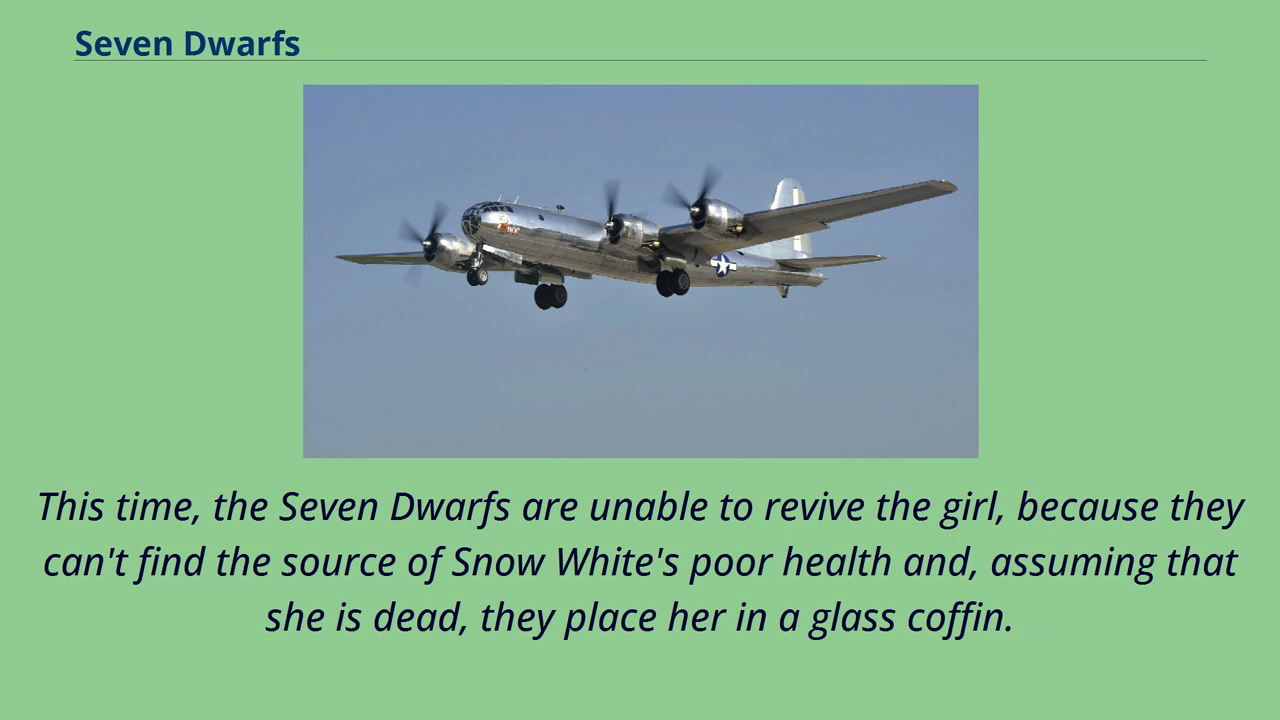 Seven Dwarfs
This time, the Seven Dwarfs are unable to revive the girl, because they
can't find the source of Snow White's poor health and, assuming that
she is dead, they place her in a glass coffin.